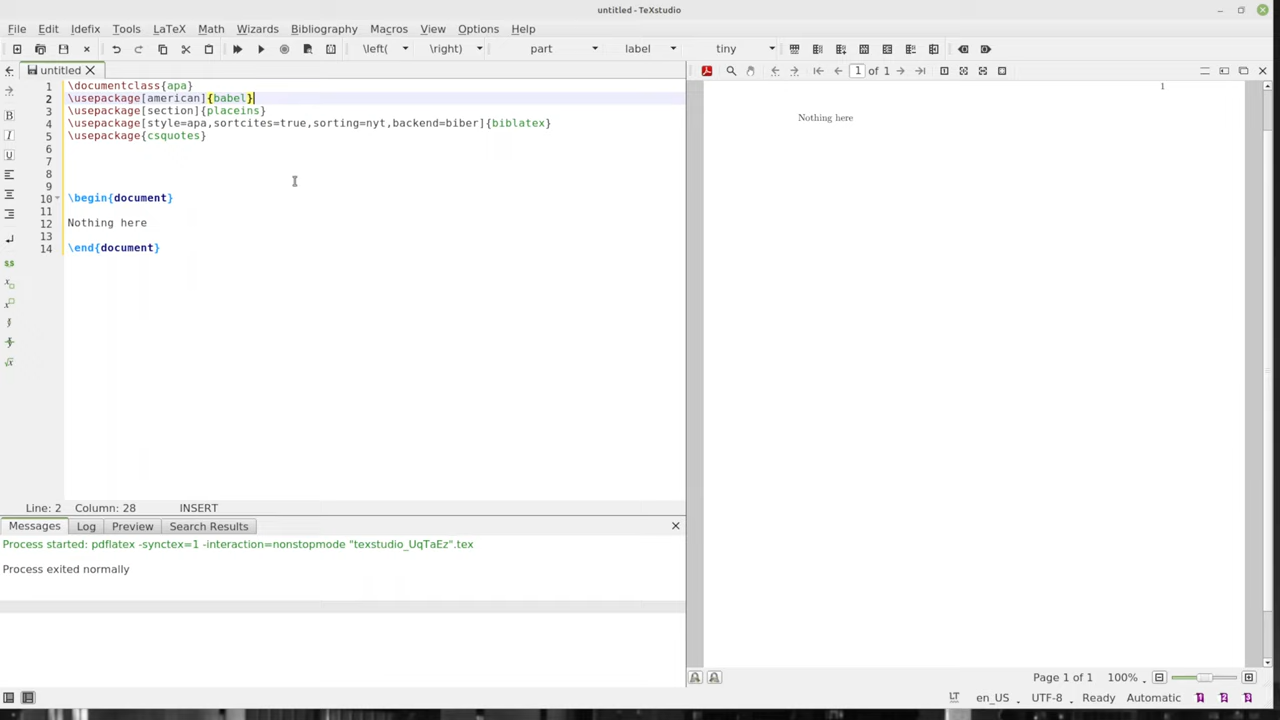 untitled - TeXstudio
File Edit Idefix Tools LaTeX Math Wizards Bibliography Macros View Options Help
\left( \right) part label tiny
untitled
1 of 1
1 \documentclass{apa}
2 \usepackage[american]{babel}
3 \usepackage[section]{placeins}
4 \usepackage[style=apa,sortcites=true,sorting=nyt,backend=biber]{biblatex}
5 \usepackage{csquotes}
6
7
8
9
10 \begin{document}
11
12 Nothing here
13
14 \end{document}
1
Nothing here
Line: 2 Column: 28 INSERT
Messages Log Preview Search Results
Process started: pdflatex -synctex=1 -interaction=nonstopmode "texstudio_UqTaEz".tex
Process exited normally
Page 1 of 1 100%
LT en_US UTF-8 Ready Automatic